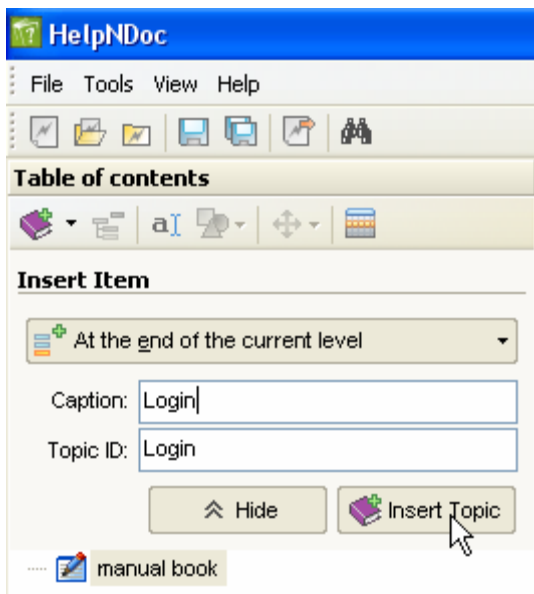 HelpNDoc
File Tools View Help
Table of contents
aI
Insert Item
At the end of the current level
Caption: Login
Topic ID: Login
Hide Insert Topic
manual book